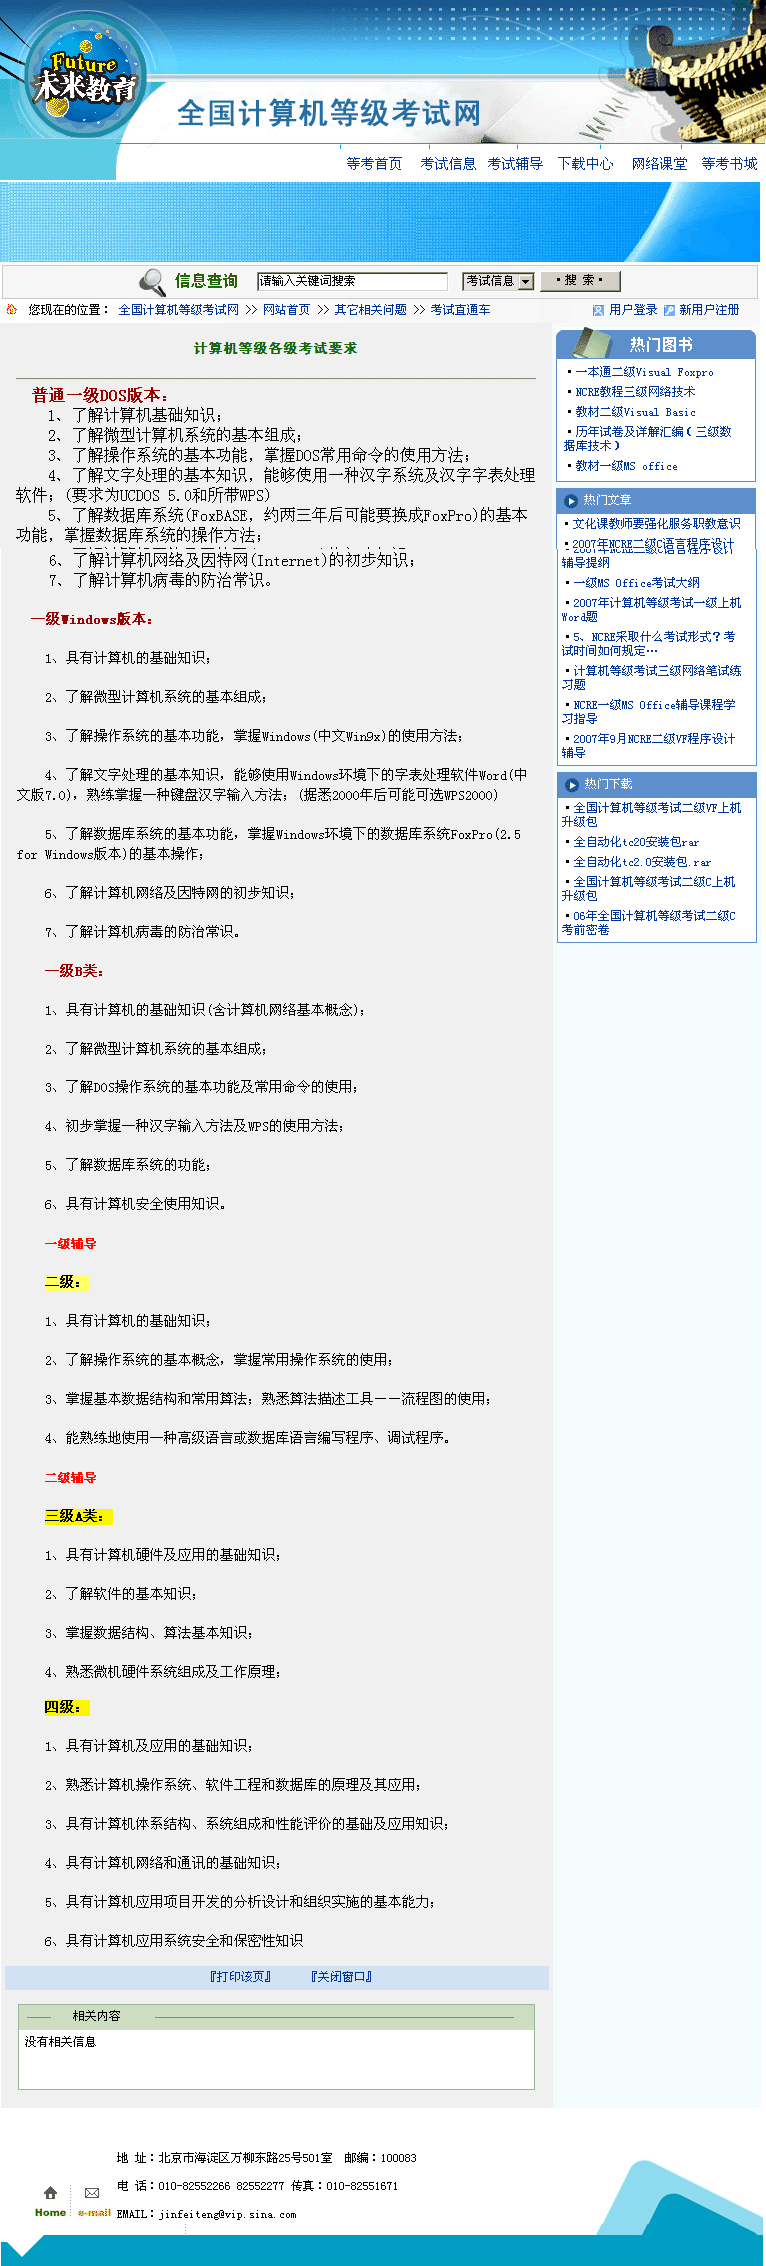 Future
未来教育
全国计算机等级考试网
等考首页 考试信息 考试辅导 下载中心 网络课堂 等考书城
信息查询 请输入关键词搜索 考试信息 ·搜 索·
您现在的位置： 全国计算机等级考试网 >> 网站首页 >> 其它相关问题 >> 考试直通车 用户登录 新用户注册
计算机等级各级考试要求
普通一级DOS版本：
1、了解计算机基础知识；
2、了解微型计算机系统的基本组成；
3、了解操作系统的基本功能，掌握DOS常用命令的使用方法；
4、了解文字处理的基本知识，能够使用一种汉字系统及汉字字表处理
软件；(要求为UCDOS 5.0和所带WPS)
5、了解数据库系统(FoxBASE，约两三年后可能要换成FoxPro)的基本
功能，掌握数据库系统的操作方法；
6、了解计算机网络及因特网(Internet)的初步知识；
7、了解计算机病毒的防治常识。
一级Windows版本：
1、具有计算机的基础知识；
2、了解微型计算机系统的基本组成；
3、了解操作系统的基本功能，掌握Windows(中文Win9x)的使用方法；
4、了解文字处理的基本知识，能够使用Windows环境下的字表处理软件Word(中
文版7.0)，熟练掌握一种键盘汉字输入方法；(据悉2000年后可能可选WPS2000)
5、了解数据库系统的基本功能，掌握Windows环境下的数据库系统FoxPro(2.5
for Windows版本)的基本操作；
6、了解计算机网络及因特网的初步知识；
7、了解计算机病毒的防治常识。
一级B类：
1、具有计算机的基础知识(含计算机网络基本概念)；
2、了解微型计算机系统的基本组成；
3、了解DOS操作系统的基本功能及常用命令的使用；
4、初步掌握一种汉字输入方法及WPS的使用方法；
5、了解数据库系统的功能；
6、具有计算机安全使用知识。
一级辅导
二级：
1、具有计算机的基础知识；
2、了解操作系统的基本概念，掌握常用操作系统的使用；
3、掌握基本数据结构和常用算法；熟悉算法描述工具－－流程图的使用；
4、能熟练地使用一种高级语言或数据库语言编写程序、调试程序。
二级辅导
三级A类：
1、具有计算机硬件及应用的基础知识；
2、了解软件的基本知识；
3、掌握数据结构、算法基本知识；
4、熟悉微机硬件系统组成及工作原理；
四级：
1、具有计算机及应用的基础知识；
2、熟悉计算机操作系统、软件工程和数据库的原理及其应用；
3、具有计算机体系结构、系统组成和性能评价的基础及应用知识；
4、具有计算机网络和通讯的基础知识；
5、具有计算机应用项目开发的分析设计和组织实施的基本能力；
6、具有计算机应用系统安全和保密性知识
『打印该页』 『关闭窗口』
相关内容
没有相关信息
热门图书
·一本通二级Visual Foxpro
·NCRE教程三级网络技术
·教材二级Visual Basic
·历年试卷及详解汇编（三级数
据库技术）
·教材一级MS office
热门文章
·文化课教师要强化服务职教意识
·2007年NCRE二级C语言程序设计
辅导提纲
·一级MS Office考试大纲
·2007年计算机等级考试一级上机
Word题
·5、NCRE采取什么考试形式？考
试时间如何规定…
·计算机等级考试三级网络笔试练
习题
·NCRE一级MS Office辅导课程学
习指导
·2007年9月NCRE二级VF程序设计
辅导
热门下载
·全国计算机等级考试二级VF上机
升级包
·全自动化tc20安装包rar
·全自动化tc2.0安装包.rar
·全国计算机等级考试二级C上机
升级包
·06年全国计算机等级考试二级C
考前密卷
地 址：北京市海淀区万柳东路25号501室 邮编：100083
电 话：010-82552266 82552277 传真：010-82551671
Home e-mail EMAIL：jinfeiteng@vip.sina.com